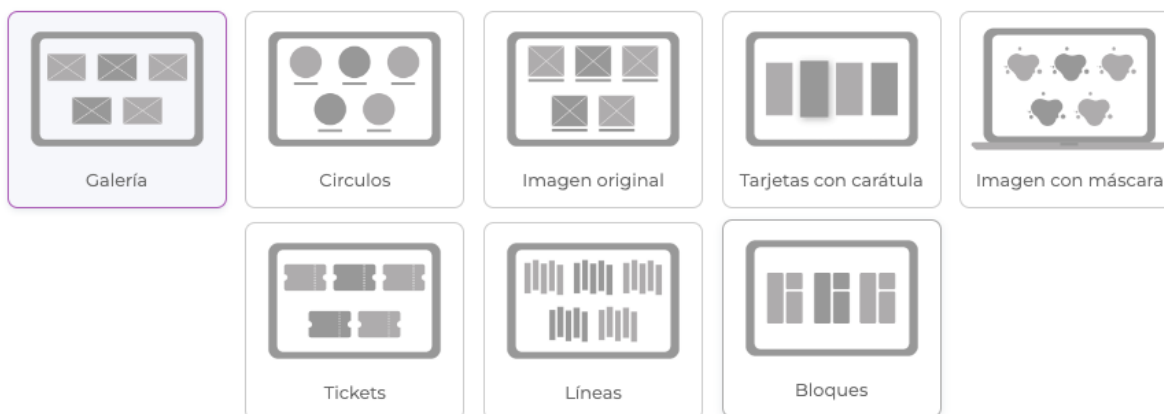 Galería
Circulos
Imagen original
Tarjetas con carátula
Imagen con máscara
Tickets
Líneas
Bloques